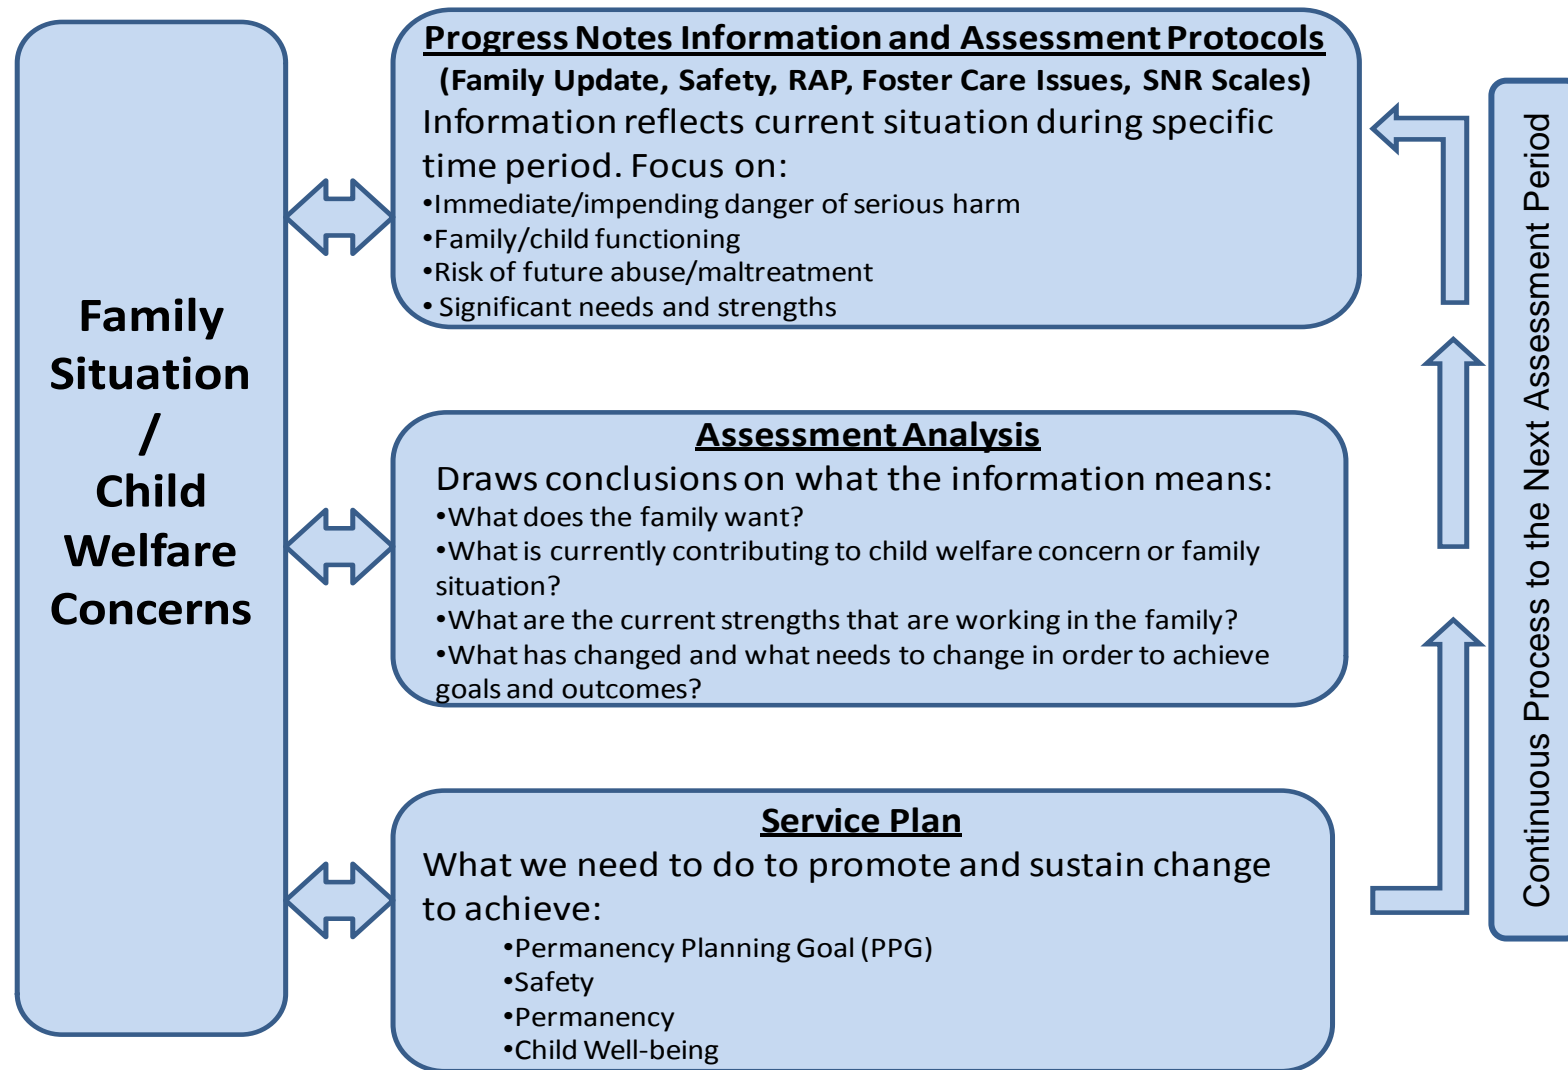 Family
Situation
/
Child
Welfare
Concerns
Progress Notes Information and Assessment Protocols
(Family Update, Safety, RAP, Foster Care Issues, SNR Scales)
Information reflects current situation during specific
time period. Focus on:
•Immediate/impending danger of serious harm
•Family/child functioning
•Risk of future abuse/maltreatment
• Significant needs and strengths
Assessment Analysis
Draws conclusions on what the information means:
•What does the family want?
•What is currently contributing to child welfare concern or family
situation?
•What are the current strengths that are working in the family?
•What has changed and what needs to change in order to achieve
goals and outcomes?
Service Plan
What we need to do to promote and sustain change
to achieve:
•Permanency Planning Goal (PPG)
•Safety
•Permanency
•Child Well-being
Continuous Process to the Next Assessment Period